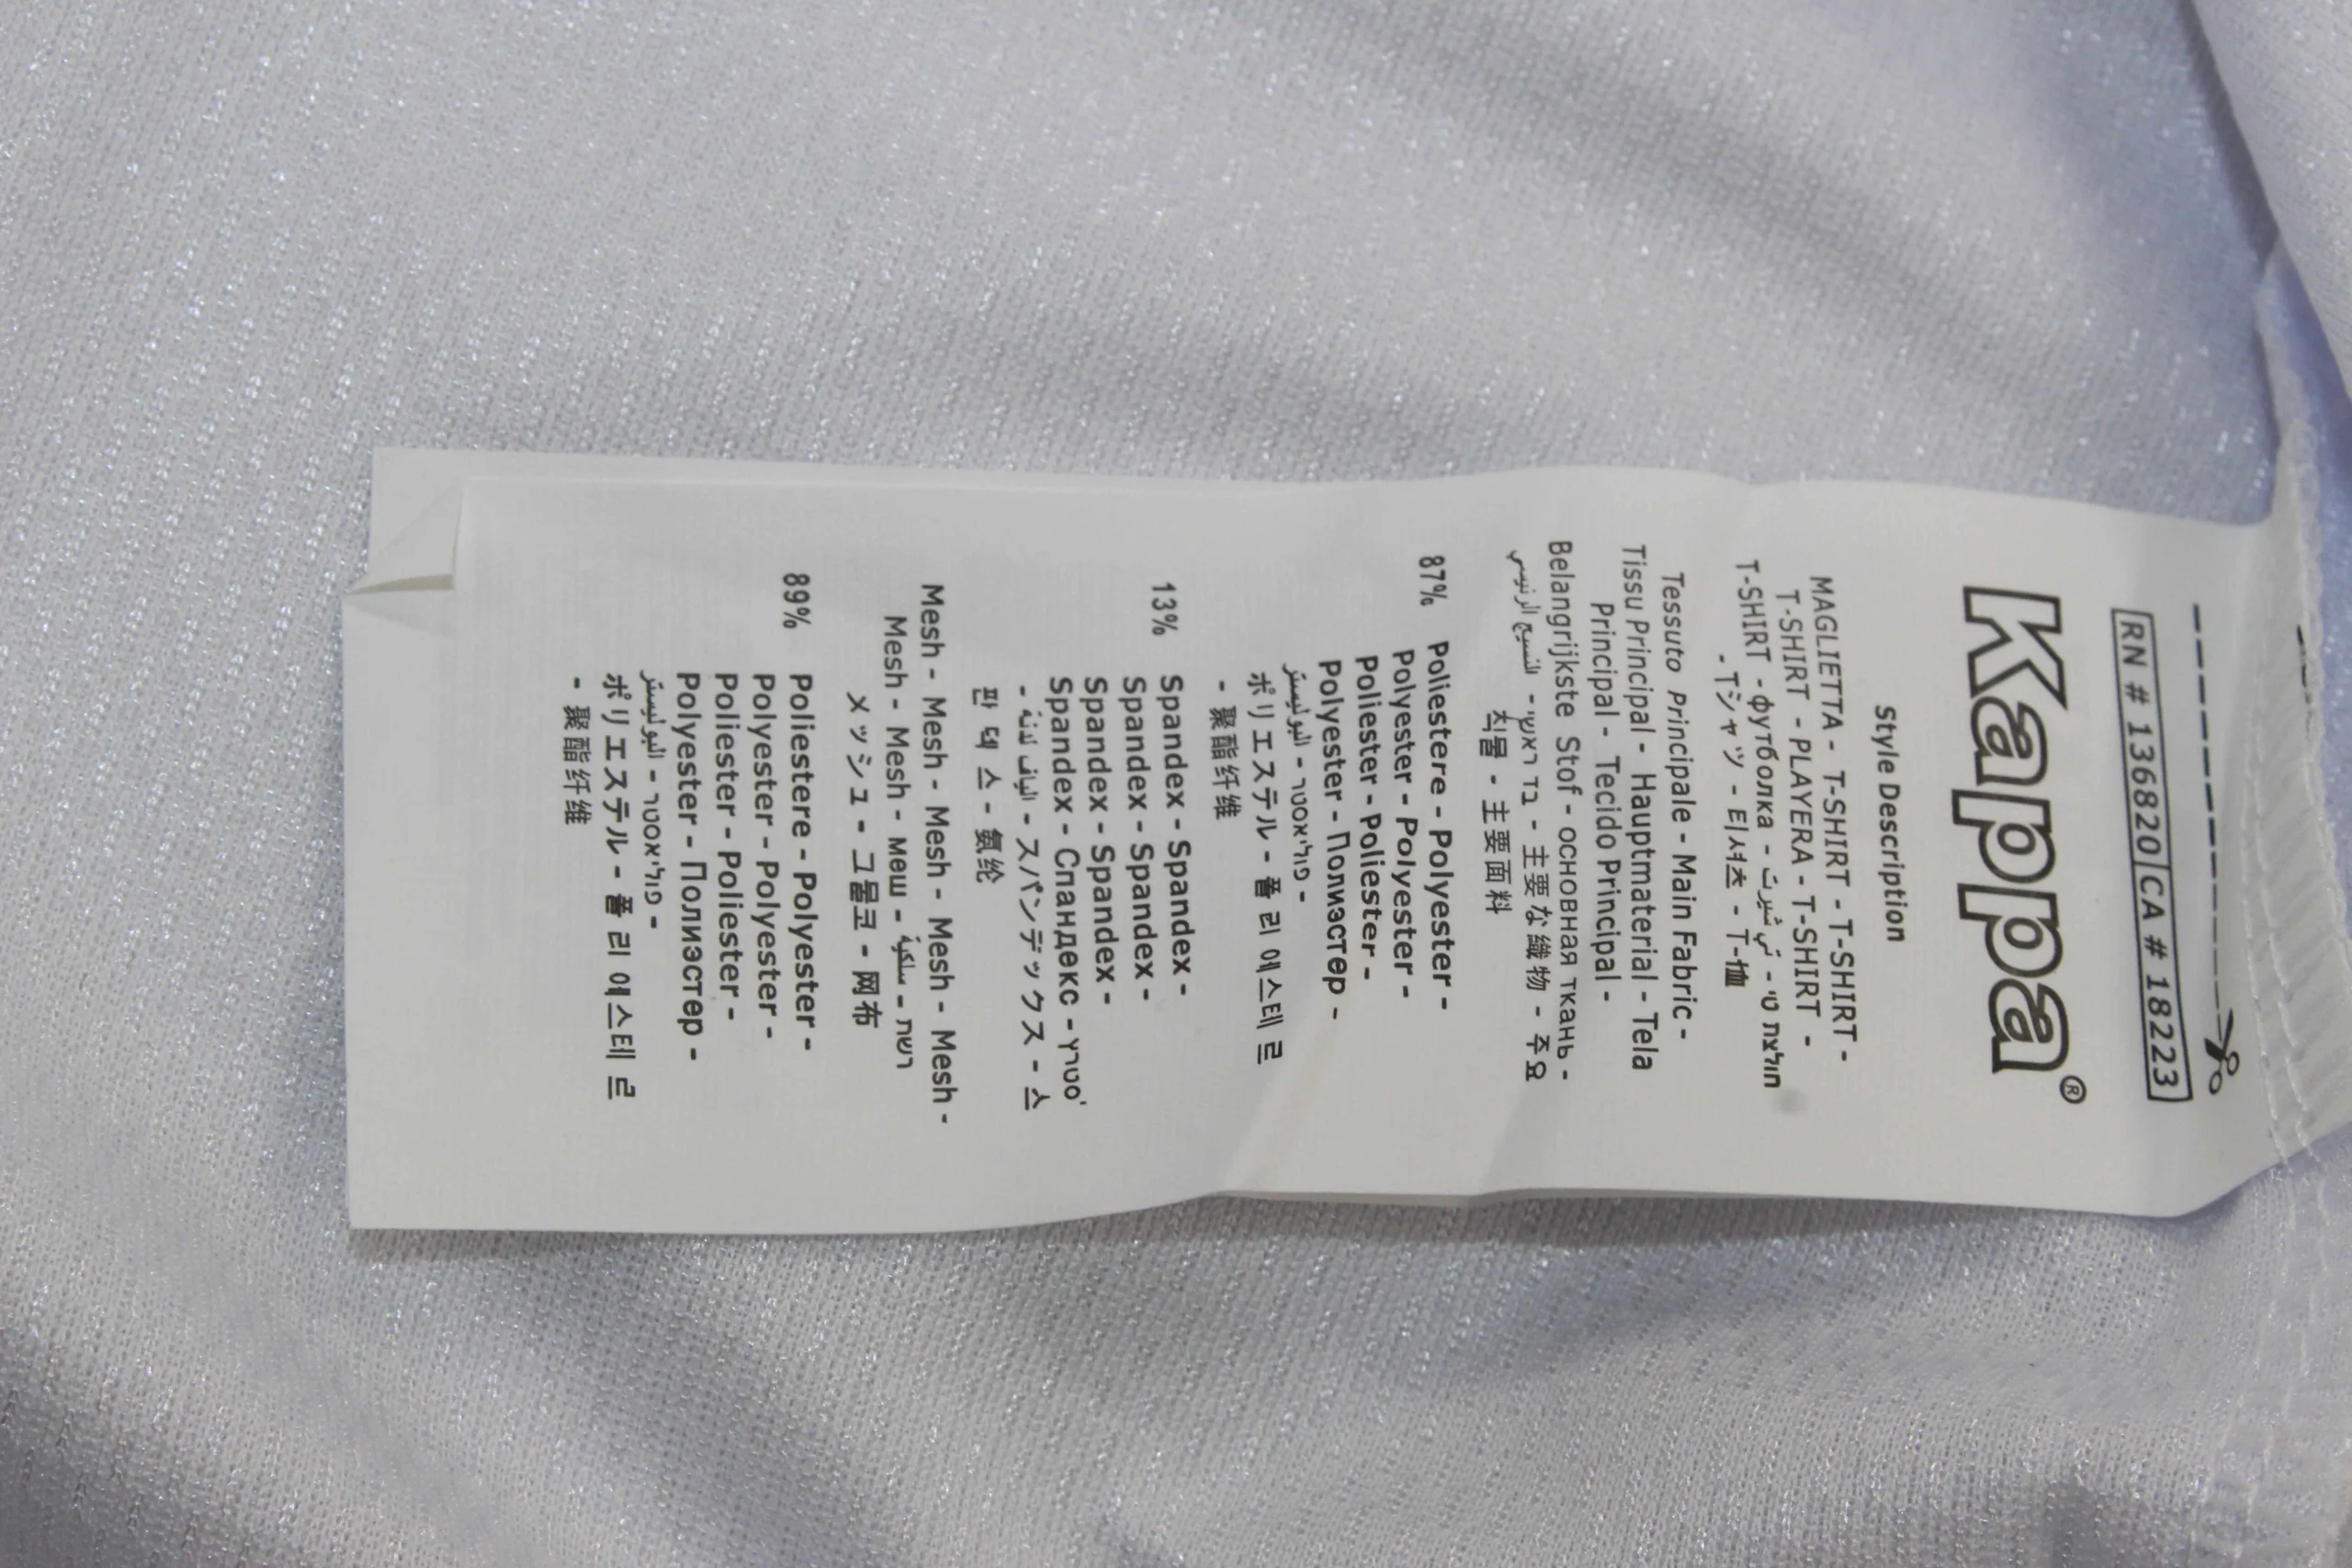 RN # 136820 CA # 18223
Kappa®
Style Description
MAGLIETTA - T-SHIRT - T-SHIRT -
T-SHIRT - PLAYERA - T-SHIRT -
T-SHIRT - футболка - تي شيرت - חולצת טי
- Tシャツ - 티셔츠 - T-恤
Tessuto Principale - Main Fabric -
Tissu Principal - Hauptmaterial - Tela
Principal - Tecido Principal -
Belangrijkste Stof - основная ткань -
النسيج الرئيسي - בד ראשי - 主要な織物 - 주요
직물 - 主要面料
87% Poliestere - Polyester -
Polyester - Polyester -
Poliester - Poliester -
Polyester - Полиэстер -
البوليستر - פוליאסטר -
ポリエステル - 폴 리 에 스테 르
- 聚酯纤维
13% Spandex - Spandex -
Spandex - Spandex -
Spandex - Spandex -
Spandex - Спандекс - סטרץ'
- スパンデックス - 스
판 덱 스 - 氨纶
Mesh - Mesh - Mesh - Mesh - Mesh -
Mesh - Mesh - меш - سلكية - רשת
メッシュ - 그물코 - 网布
89% Poliestere - Polyester -
Polyester - Polyester -
Poliester - Poliester -
Polyester - Полиэстер -
البوليستر - פוליאסטר -
ポリエステル - 폴 리 에 스테 르
- 聚酯纤维